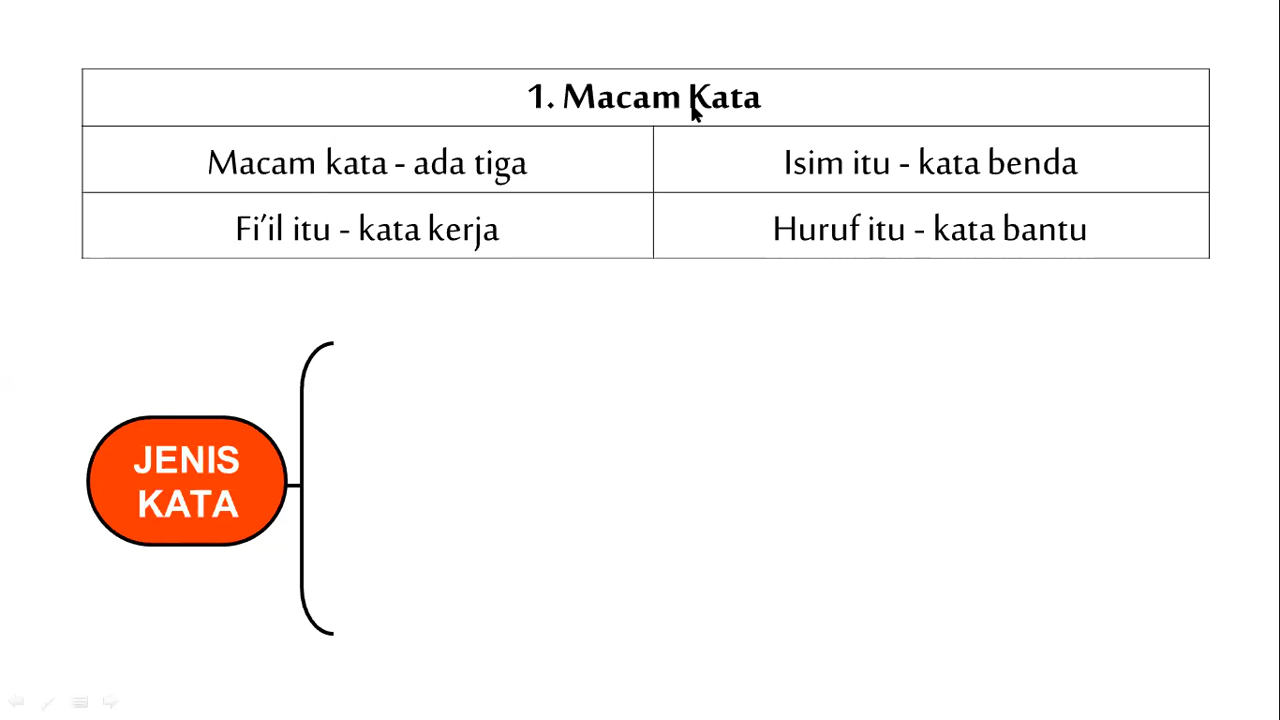 1. Macam Kata
Macam kata - ada tiga
Isim itu - kata benda
Fi’il itu - kata kerja
Huruf itu - kata bantu
JENIS
KATA